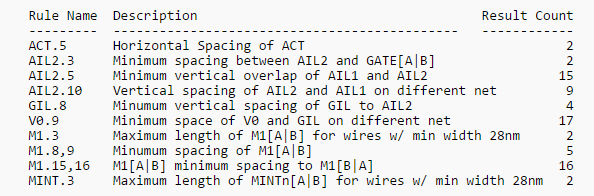 Rule Name  Description                                      Result Count
---------  -------------------------------------------      ------------
ACT.5      Horizontal Spacing of ACT                                   2
AIL2.3     Minimum spacing between AIL2 and GATE[A|B]                  2
AIL2.5     Minimum vertical overlap of AIL1 and AIL2                  15
AIL2.10    Vertical spacing of AIL2 and AIL1 on different net          9
GIL.8      Minumum vertical spacing of GIL to AIL2                     4
V0.9       Minimum space of V0 and GIL on different net               17
M1.3       Maximum length of M1[A|B] for wires w/ min width 28nm       2
M1.8,9     Minumum spacing of M1[A|B]                                  5
M1.15,16   M1[A|B] minimum spacing to M1[B|A]                         16
MINT.3     Maximum length of MINTn[A|B] for wires w/ min width 28nm    2